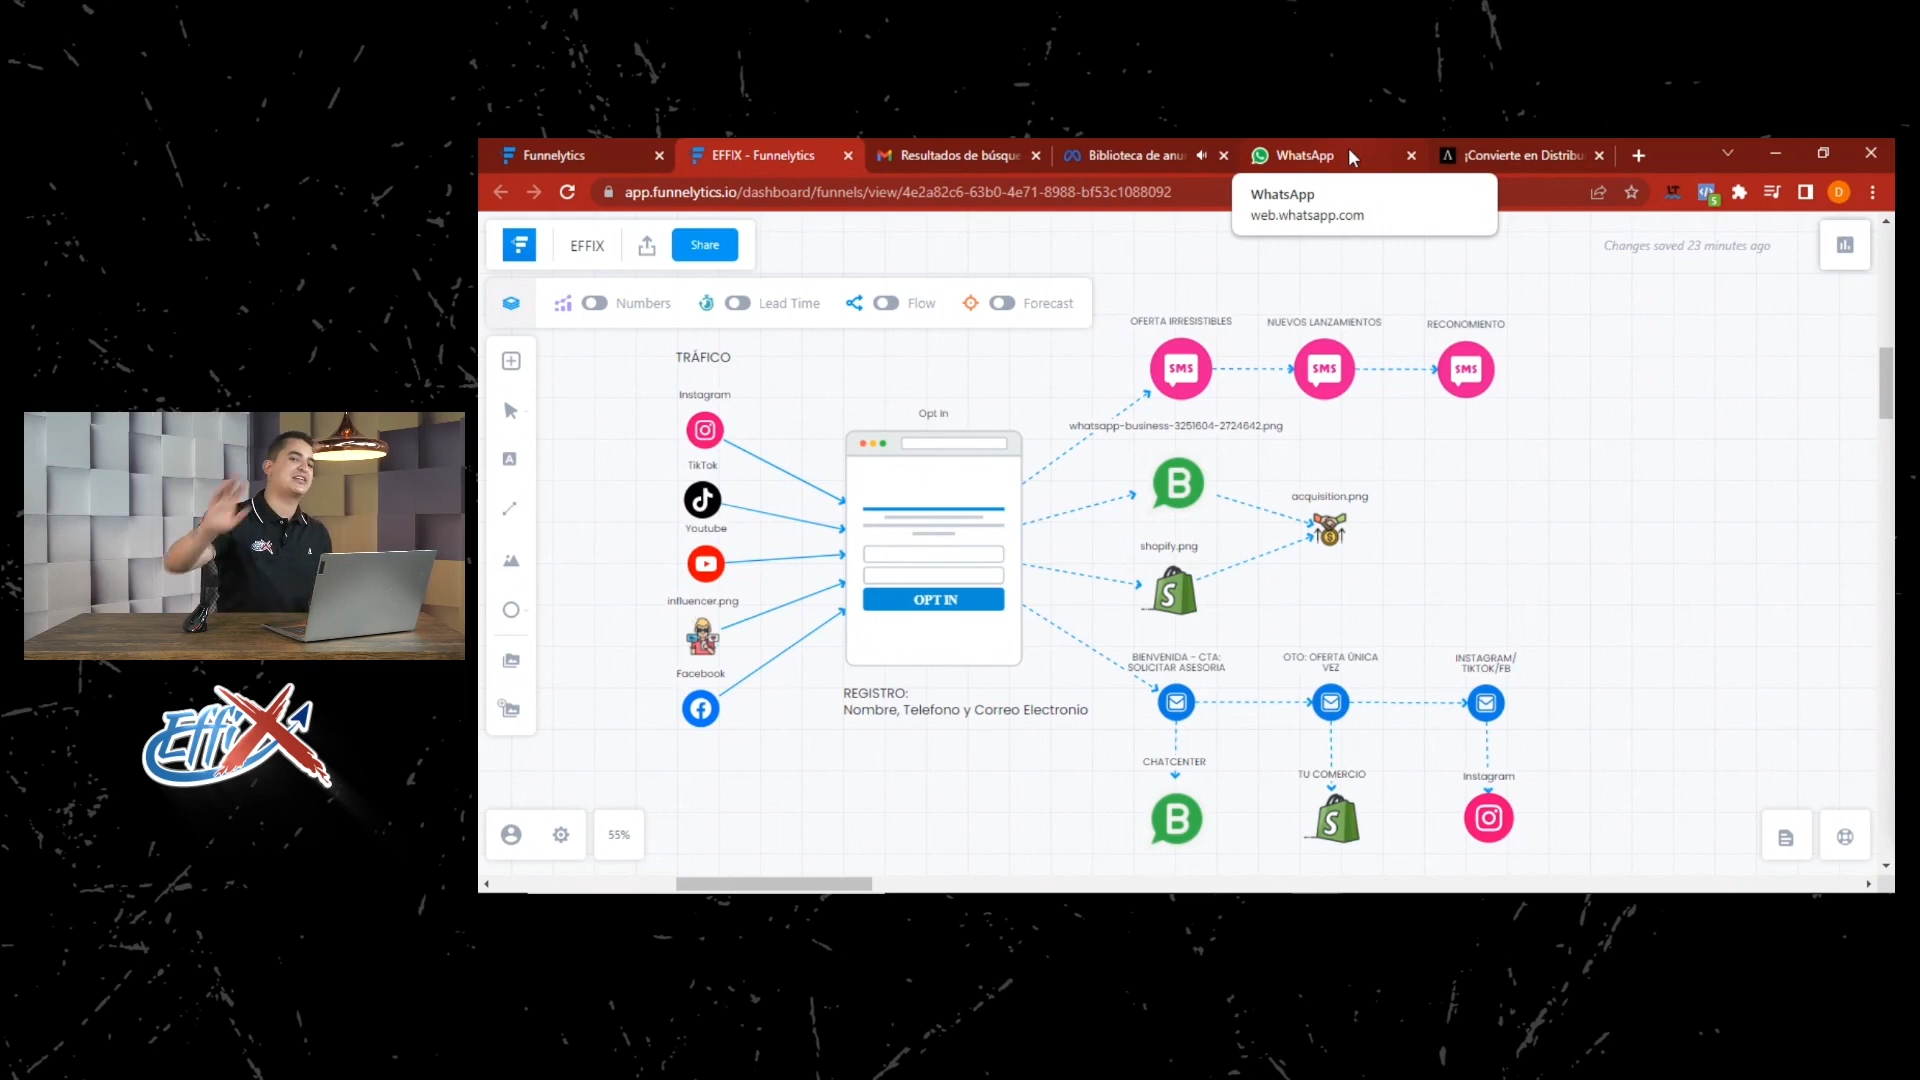 Funnelytics
EFFIX - Funnelytics
Resultados de búsque
Biblioteca de anun
WhatsApp
¡Convierte en Distribu
app.funnelytics.io/dashboard/funnels/view/4e2a82c6-63b0-4e71-8988-bf53c1088092
LT
S
D
WhatsApp
web.whatsapp.com
EFFIX
Share
Changes saved 23 minutes ago
Numbers
Lead Time
Flow
Forecast
TRÁFICO
Instagram
TikTok
Youtube
influencer.png
Facebook
Opt In
OPT IN
REGISTRO:
Nombre, Telefono y Correo Electronio
OFERTA IRRESISTIBLES
NUEVOS LANZAMIENTOS
RECONOMIENTO
SMS
SMS
SMS
whatsapp-business-3251604-2724642.png
B
acquisition.png
shopify.png
S
BIENVENIDA - CTA:
SOLICITAR ASESORIA
OTO: OFERTA ÚNICA
VEZ
INSTAGRAM/
TIKTOK/FB
CHATCENTER
B
TU COMERCIO
S
Instagram
A
55%
EffiX